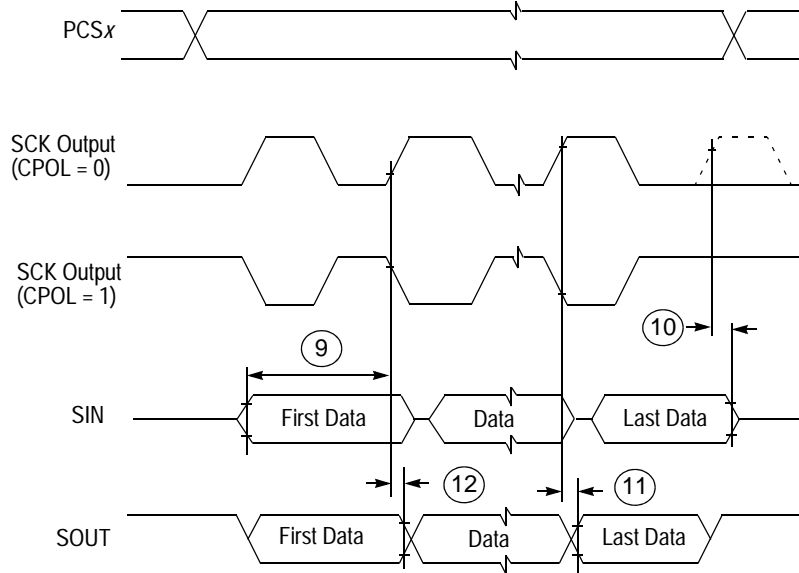 PCSx
SCK Output
(CPOL = 0)
SCK Output
(CPOL = 1)
10
9
SIN
First Data
Data
Last Data
12
11
SOUT
First Data
Data
Last Data